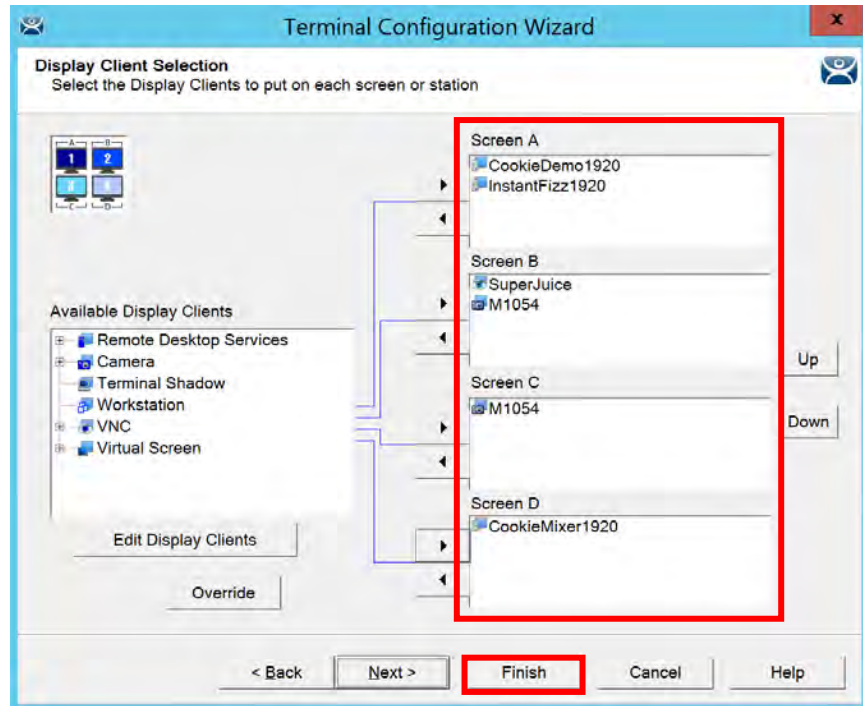 Terminal Configuration Wizard
x
Display Client Selection
Select the Display Clients to put on each screen or station
A B
1 2
C D
Screen A
CookieDemo1920
InstantFizz1920
Screen B
SuperJuice
M1054
Available Display Clients
Remote Desktop Services
Camera
Terminal Shadow
Workstation
VNC
Virtual Screen
Up
Screen C
M1054
Down
Screen D
CookieMixer1920
Edit Display Clients
Override
< Back
Next >
Finish
Cancel
Help